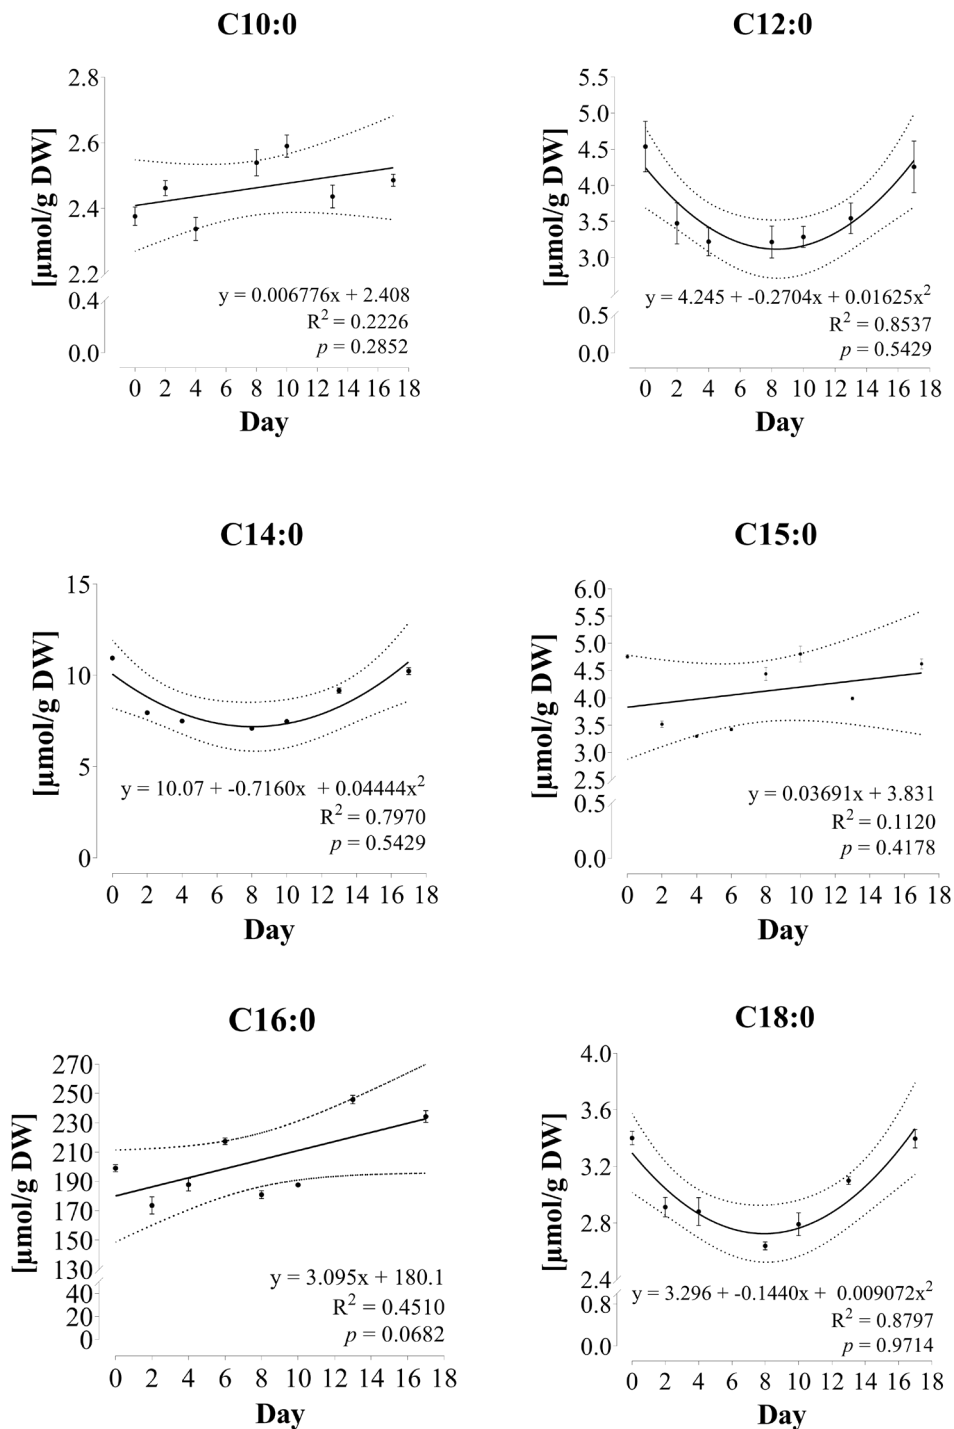 C10:0
[µmol/g DW]
2.8
2.6
2.4
2.2
0.4
0.0
y = 0.006776x + 2.408
R² = 0.2226
p = 0.2852
0 2 4 6 8 10 12 14 16 18
Day
C12:0
[µmol/g DW]
5.5
5.0
4.5
4.0
3.5
3.0
0.5
0.0
y = 4.245 + -0.2704x + 0.01625x²
R² = 0.8537
p = 0.5429
0 2 4 6 8 10 12 14 16 18
Day
C14:0
[µmol/g DW]
15
10
5
0
y = 10.07 + -0.7160x + 0.04444x²
R² = 0.7970
p = 0.5429
0 2 4 6 8 10 12 14 16 18
Day
C15:0
[µmol/g DW]
6.0
5.5
5.0
4.5
4.0
3.5
3.0
2.5
0.5
0.0
y = 0.03691x + 3.831
R² = 0.1120
p = 0.4178
0 2 4 6 8 10 12 14 16 18
Day
C16:0
[µmol/g DW]
270
250
230
210
190
170
150
130
40
20
0
y = 3.095x + 180.1
R² = 0.4510
p = 0.0682
0 2 4 6 8 10 12 14 16 18
Day
C18:0
[µmol/g DW]
4.0
3.6
3.2
2.8
2.4
0.8
0.0
y = 3.296 + -0.1440x + 0.009072x²
R² = 0.8797
p = 0.9714
0 2 4 6 8 10 12 14 16 18
Day